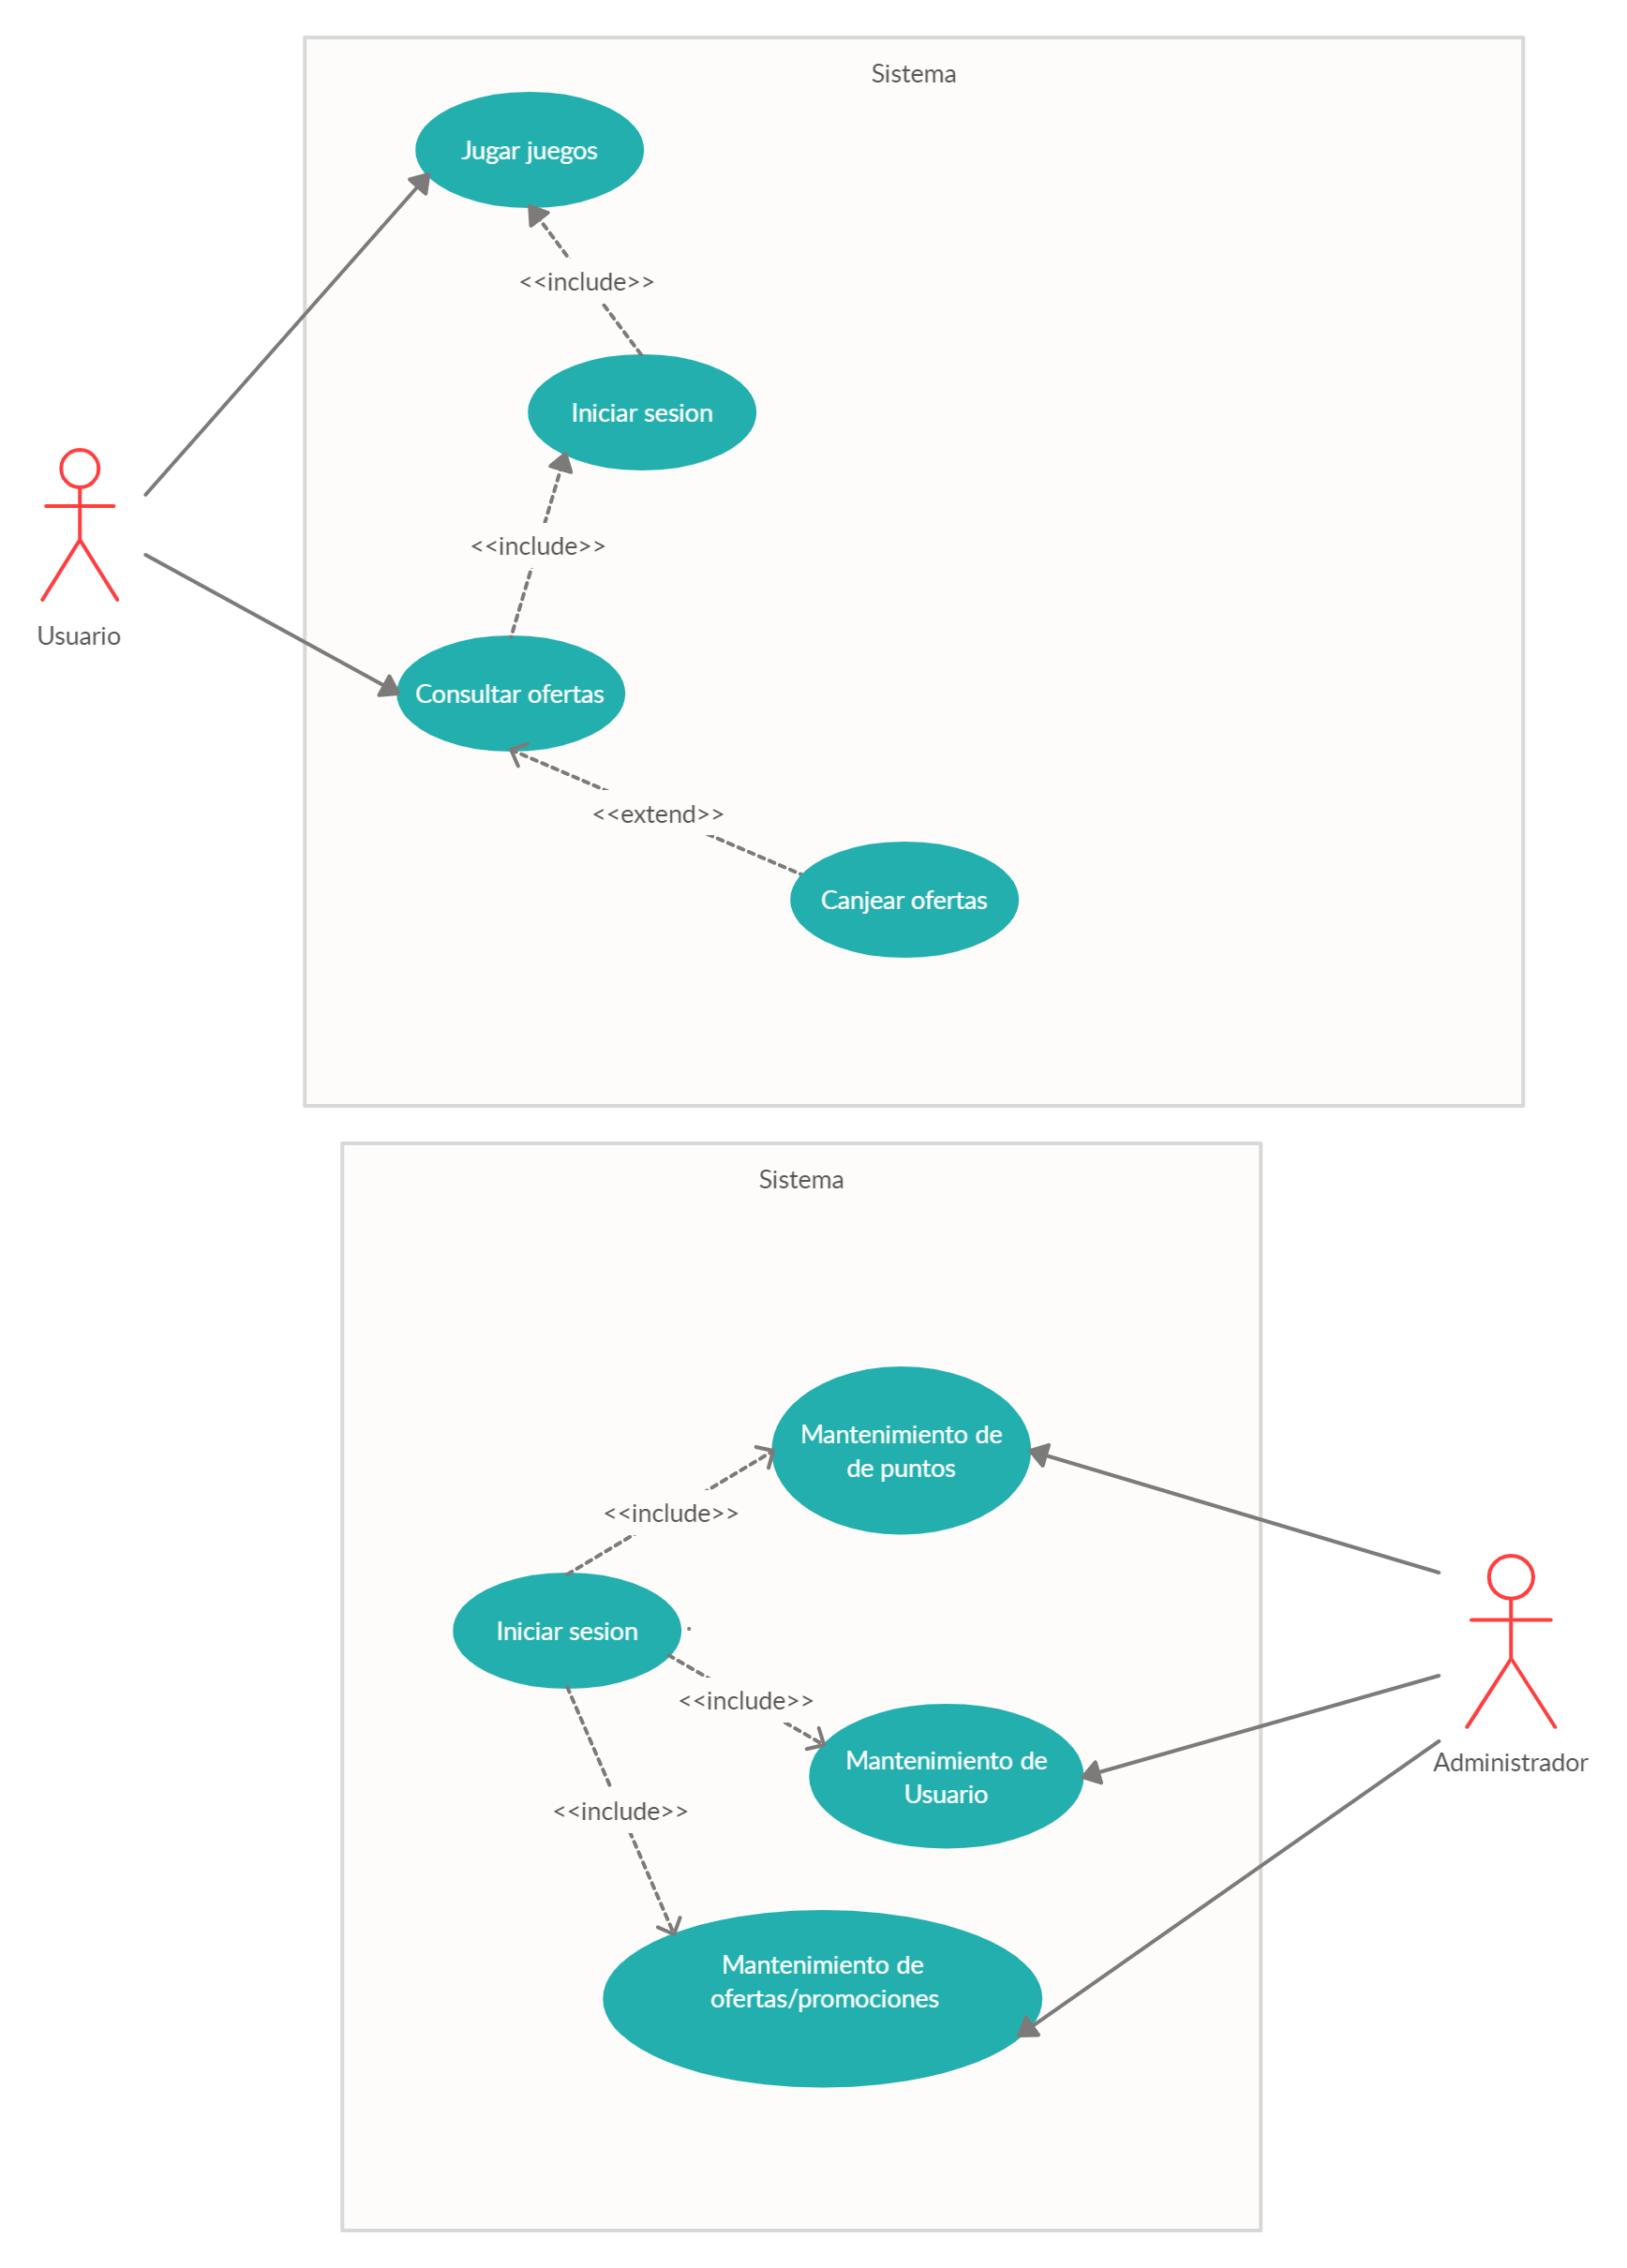 Sistema
Jugar juegos
<<include>>
Iniciar sesion
<<include>>
Usuario
Consultar ofertas
<<extend>>
Canjear ofertas
Sistema
Mantenimiento de
de puntos
<<include>>
Iniciar sesion
<<include>>
Mantenimiento de
Usuario
Administrador
<<include>>
Mantenimiento de
ofertas/promociones